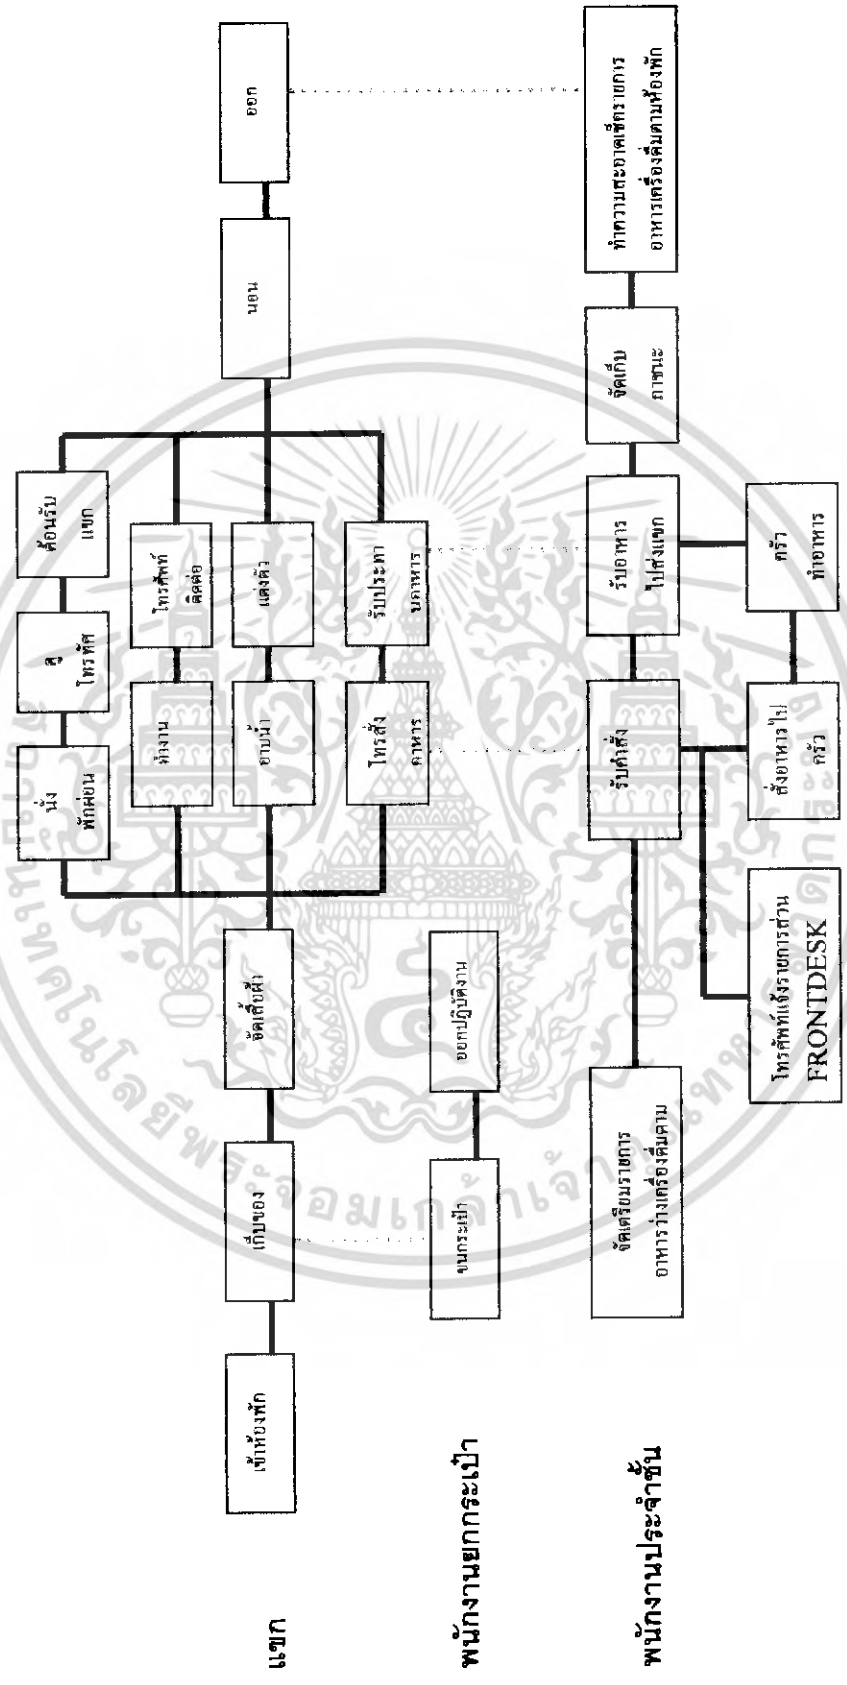 แขก
เข้าห้องพัก
เก็บของ
จัดเสื้อผ้า
นั่ง
พักผ่อน
ดู
โทรทัศ
ต้อนรับ
แขก
ทำงาน
โทรศัพท์
ติดต่อ
อาบน้ำ
แต่งตัว
โทรสั่ง
อาหาร
รับประทา
นอาหาร
นอน
ออก
พนักงานยกกระเป๋า
ขนกระเป๋า
ออกปฏิบัติงาน
พนักงานประจำชั้น
จัดเตรียมรายการ
อาหารว่างเครื่องดื่มตาม
รับคำสั่ง
รับอาหาร
ไปส่งแขก
จัดเก็บ
ภาชนะ
ทำความสะอาดเช็ครายการ
อาหารเครื่องดื่มตามห้องพัก
โทรศัพท์แจ้งรายการส่วน
FRONTDESK
สั่งอาหารไป
ครัว
ครัว
ทำอาหาร